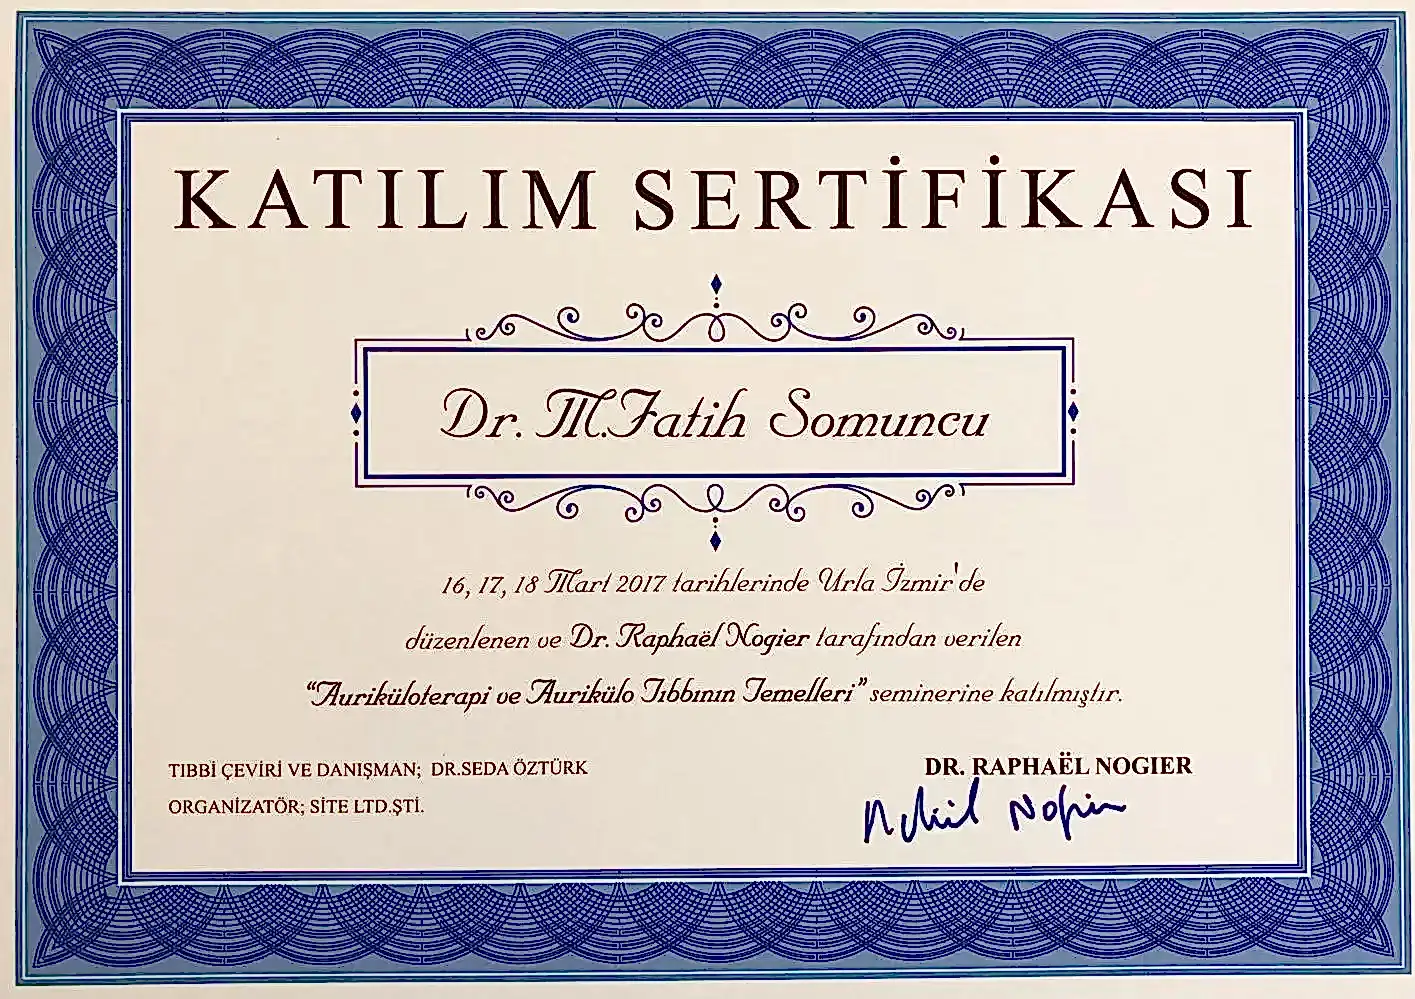 KATILIM SERTİFİKASI
Dr. M.Fatih Somuncu
16, 17, 18 Mart 2017 tarihlerinde Urla İzmir'de
düzenlenen ve Dr. Raphaël Nogier tarafından verilen
“Auriküloterapi ve Aurikülo Tıbbının Temelleri” seminerine katılmıştır.
TIBBİ ÇEVİRİ VE DANIŞMAN; DR.SEDA ÖZTÜRK
DR. RAPHAËL NOGIER
ORGANİZATÖR; SİTE LTD.ŞTİ.